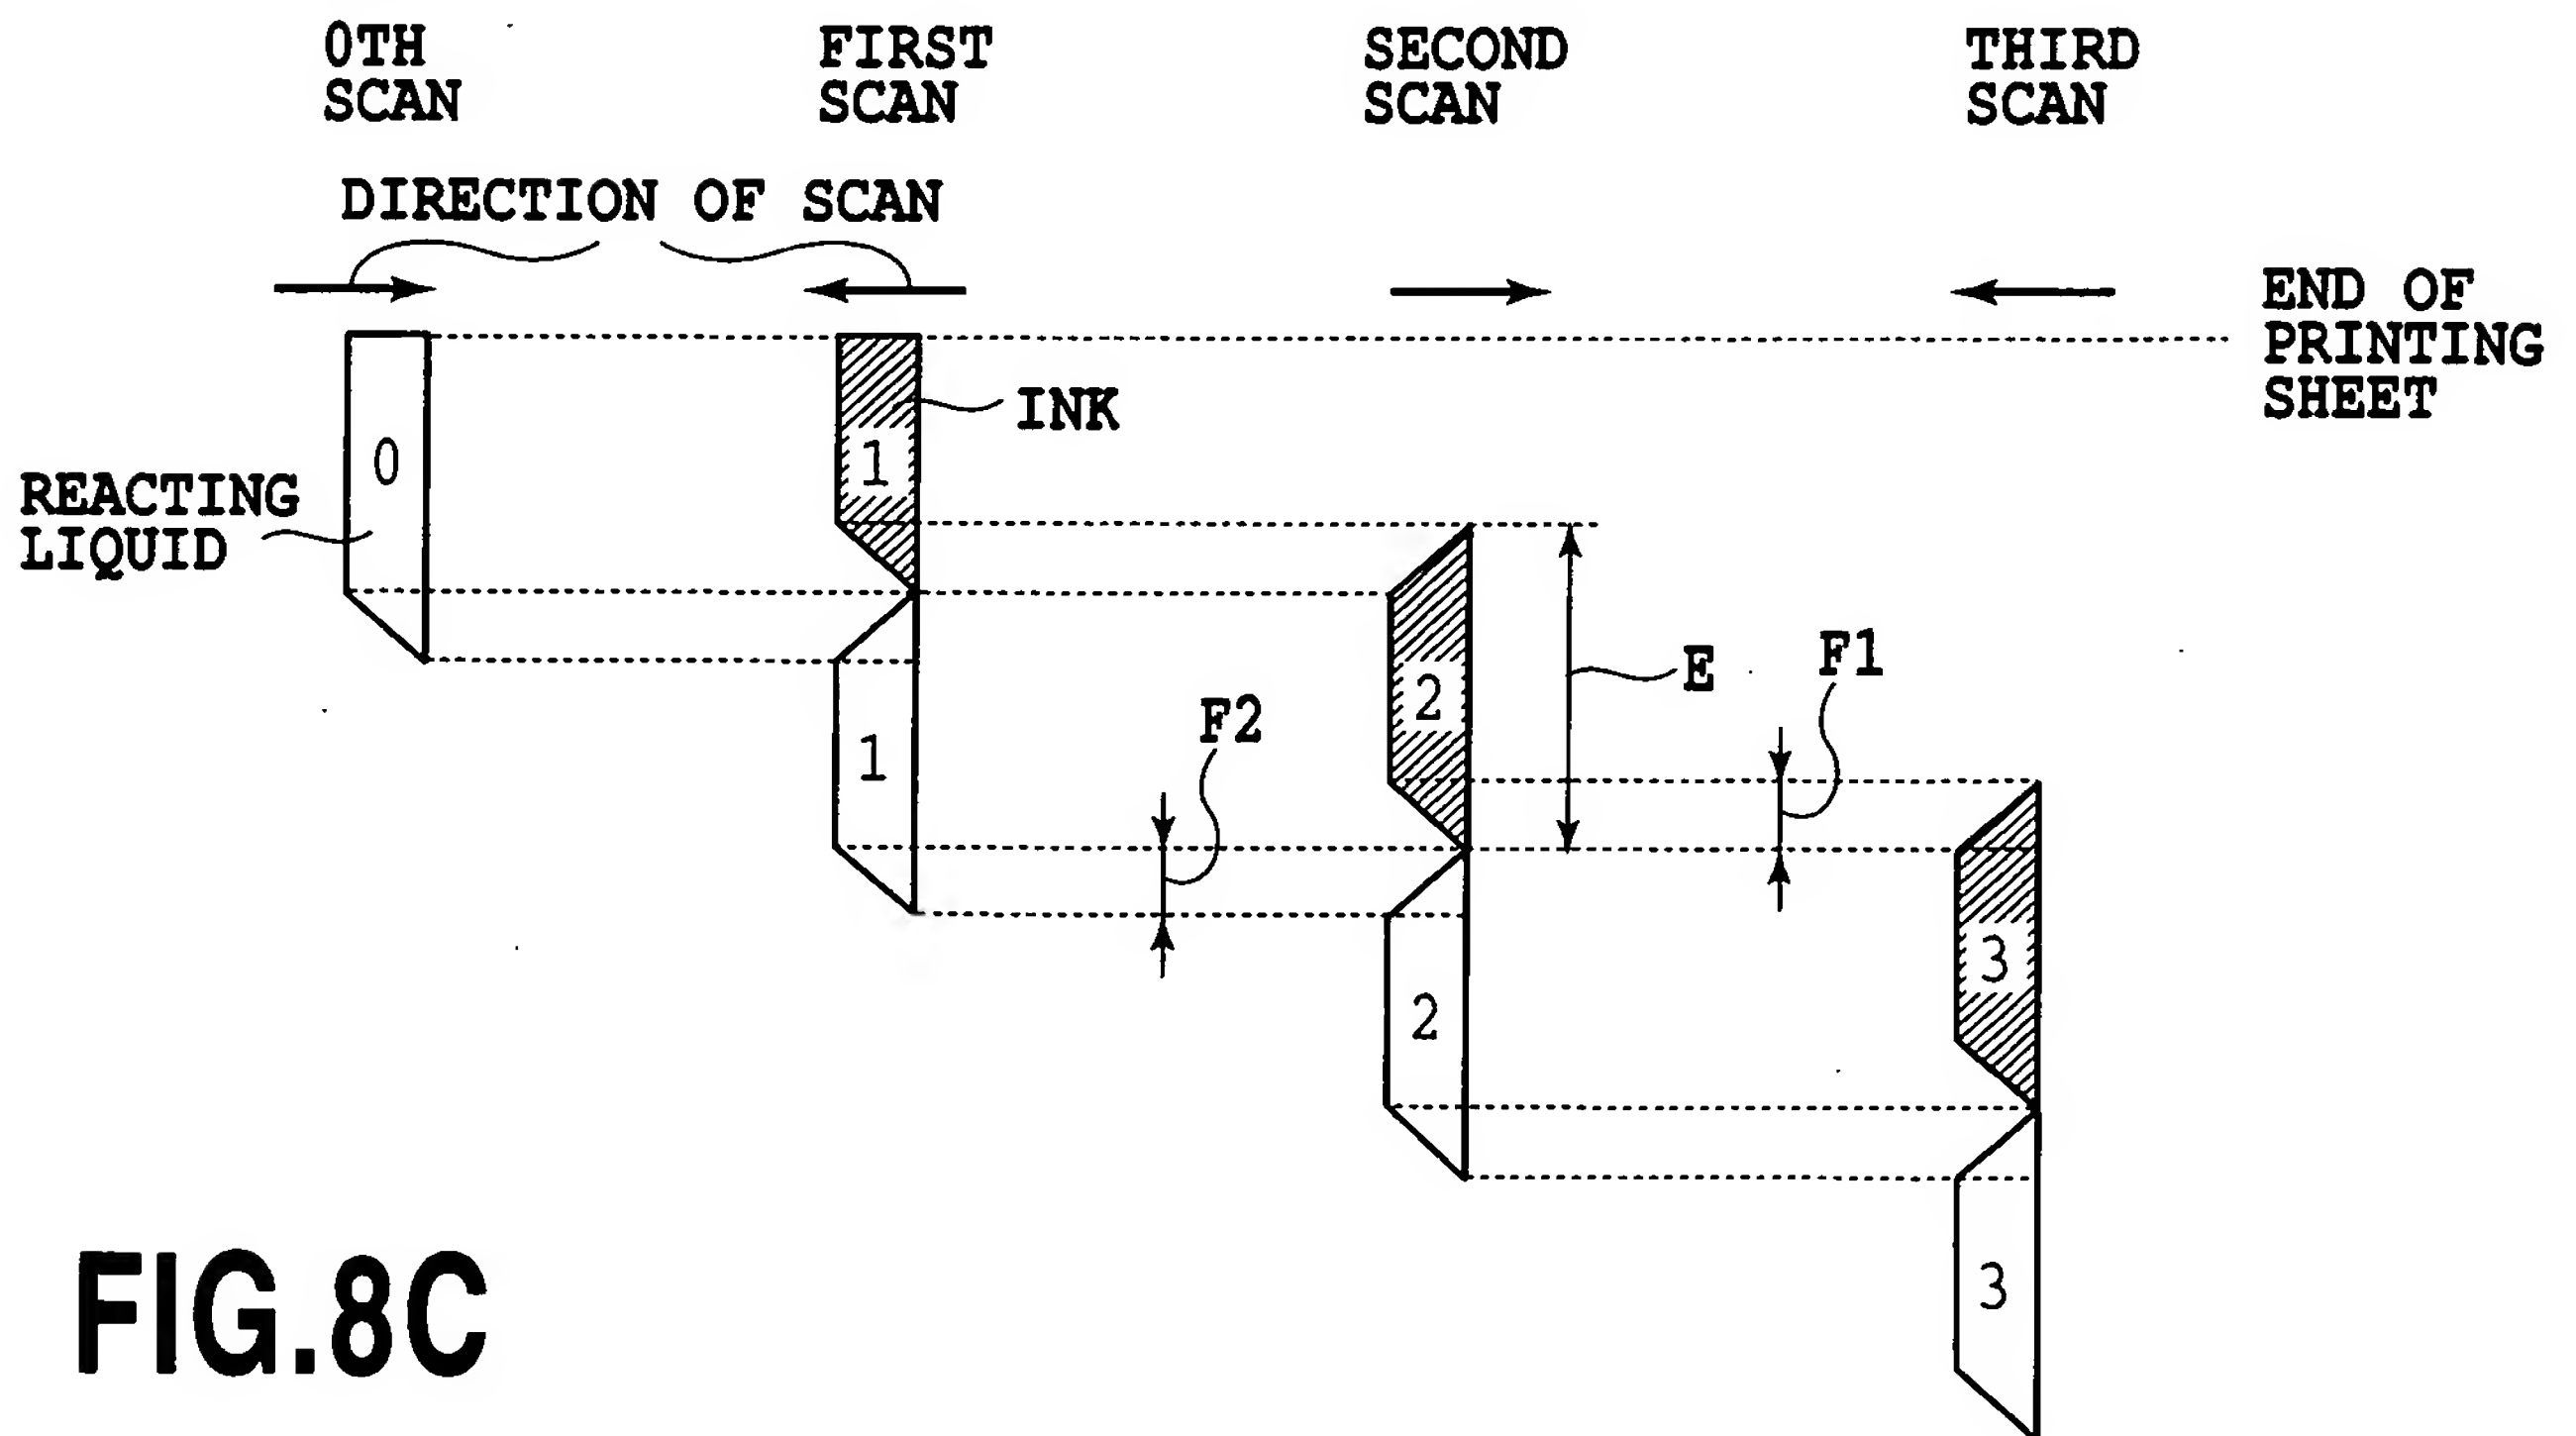 0TH
SCAN
FIRST
SCAN
SECOND
SCAN
THIRD
SCAN
DIRECTION OF SCAN
END OF
PRINTING
SHEET
INK
0
1
REACTING
LIQUID
E
F1
2
F2
1
3
2
3
FIG.8C